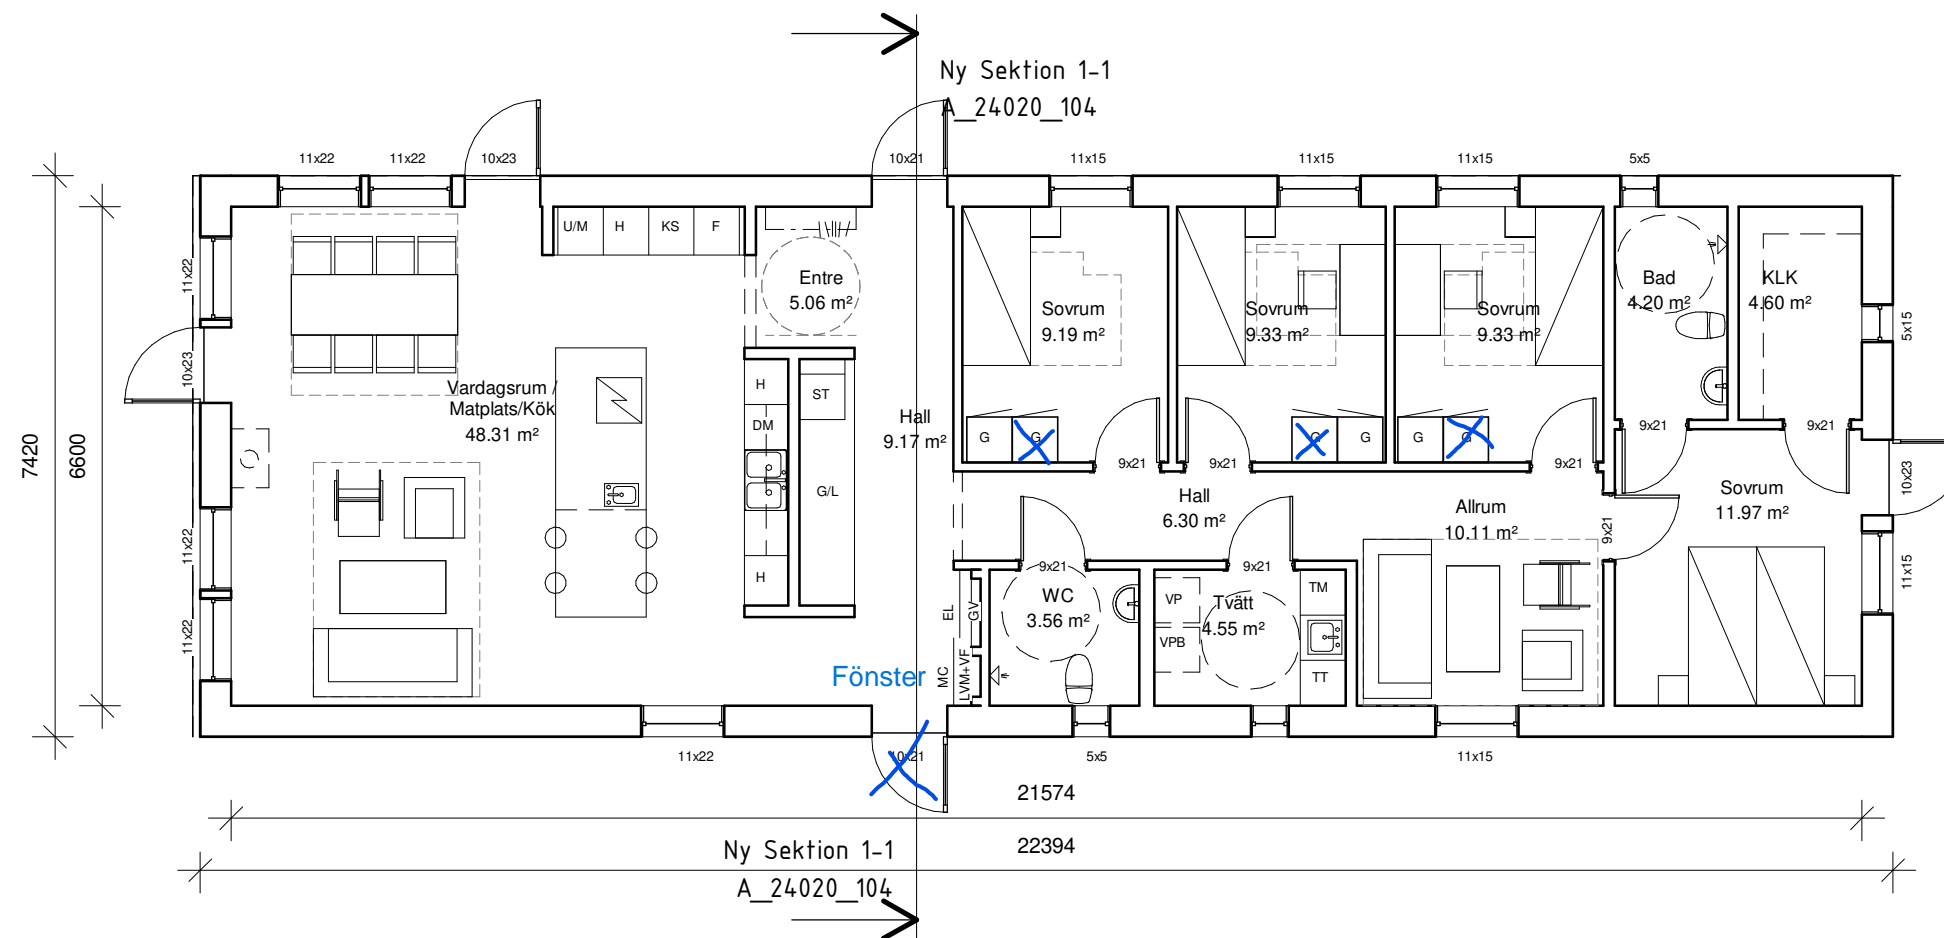 Ny Sektion 1-1
A_24020_104
11x22
11x22
10x23
10x21
11x15
11x15
11x15
5x5
U/M
H
KS
F
Entre
5.06 m²
Sovrum
9.19 m²
Sovrum
9.33 m²
Sovrum
9.33 m²
Bad
4.20 m²
KLK
4.60 m²
11x22
10x23
5x15
Vardagsrum /
Matplats/Kök
48.31 m²
H
DM
ST
G/L
H
Hall
9.17 m²
G
G
G
G
G
G
9x21
9x21
9x21
9x21
9x21
7420
6600
Hall
6.30 m²
Allrum
10.11 m²
9x21
Sovrum
11.97 m²
10x23
11x22
11x22
9x21
9x21
11x15
EL
GV
MC
LVM+VF
WC
3.56 m²
VP
VPB
Tvätt
4.55 m²
TM
TT
Fönster
11x22
10x21
5x5
11x15
21574
22394
Ny Sektion 1-1
A_24020_104